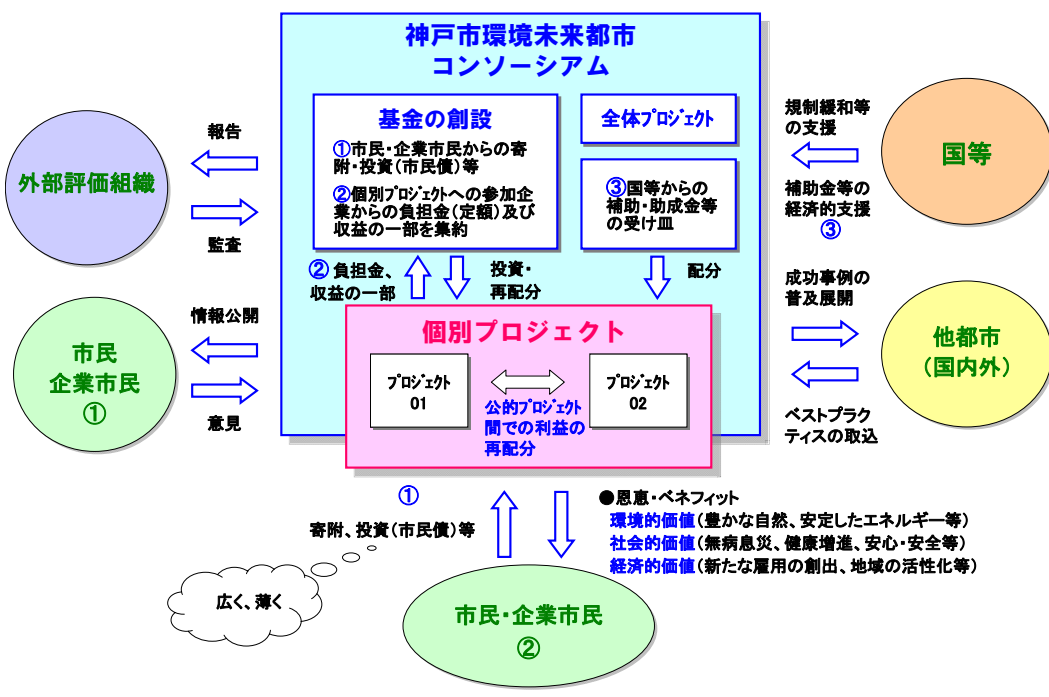 神戸市環境未来都市
コンソーシアム
基金の創設
①市民・企業市民からの寄
附・投資(市民債)等
②個別プロジェクトへの参加企
業からの負担金(定額)及び
収益の一部を集約
全体プロジェクト
③国等からの
補助・助成金等
の受け皿
外部評価組織
報告
監査
規制緩和等
の支援
国等
補助金等の
経済的支援
③
② 負担金、
収益の一部
投資・
再配分
配分
市民
企業市民
①
情報公開
意見
個別プロジェクト
プロジェクト
01
公的プロジェクト
間での利益の
再配分
プロジェクト
02
成功事例の
普及展開
他都市
(国内外)
ベストプラク
ティスの取込
①
寄附、投資(市民債)等
広く、薄く
●恩恵・ベネフィット
環境的価値(豊かな自然、安定したエネルギー等)
社会的価値(無病息災、健康増進、安心・安全等)
経済的価値(新たな雇用の創出、地域の活性化等)
市民・企業市民
②